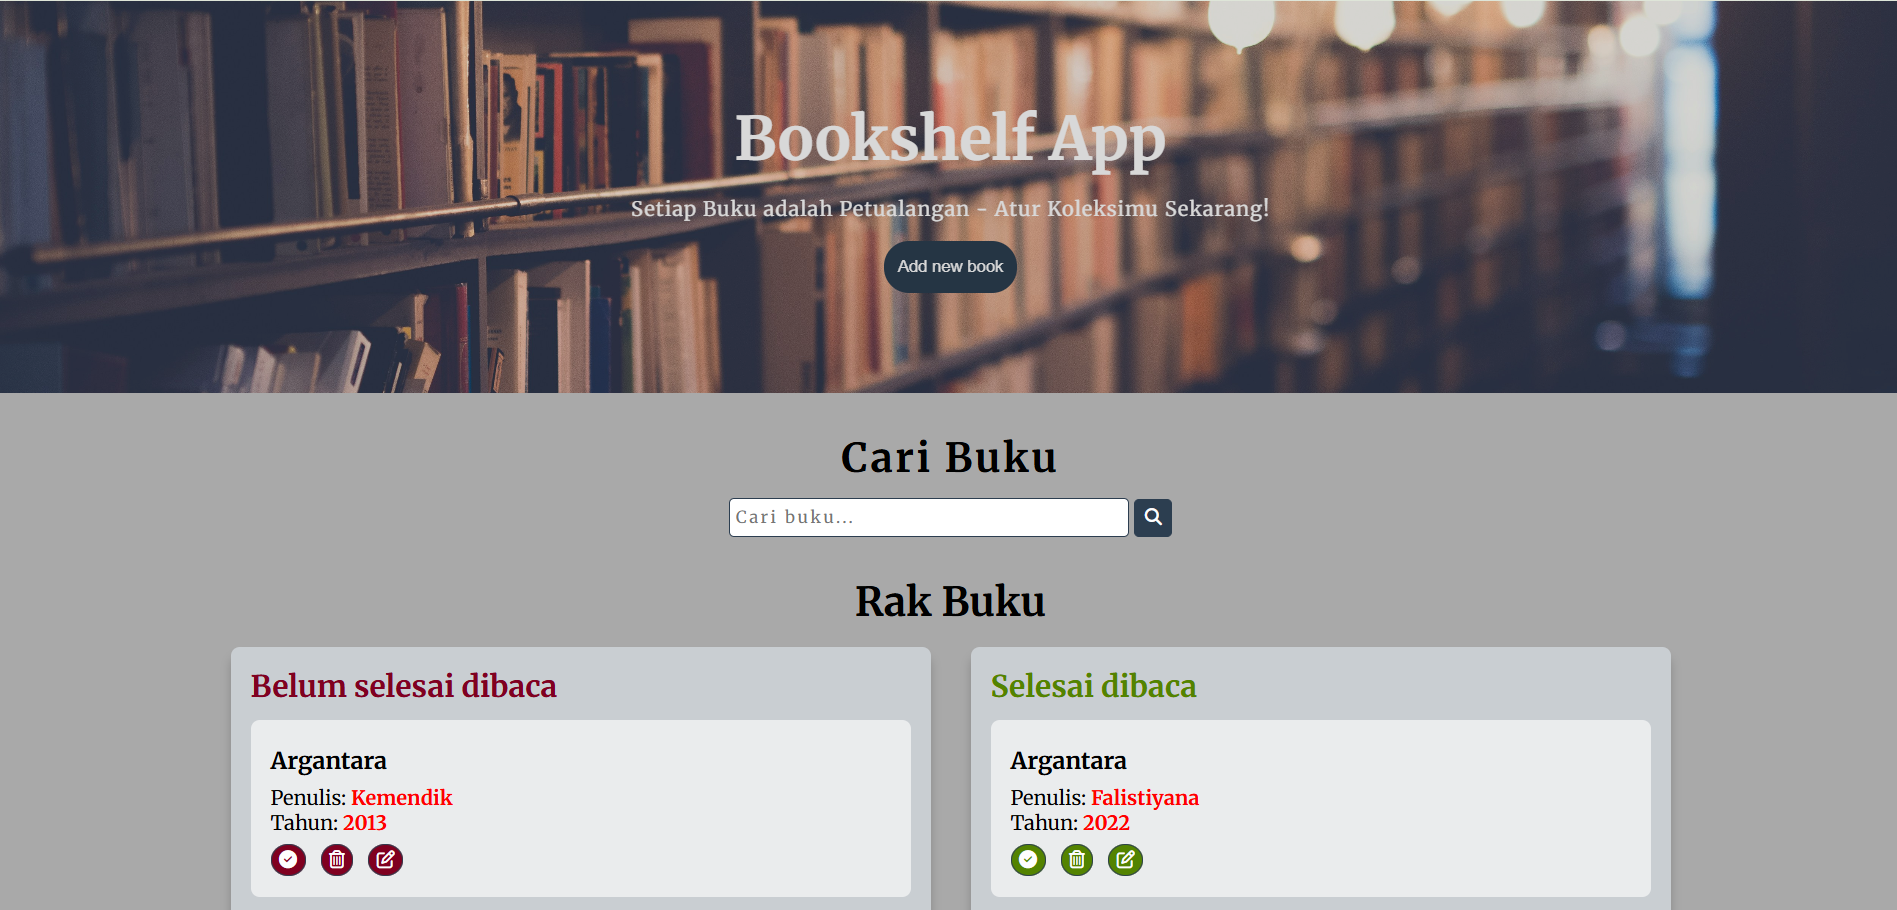 Bookshelf App
Setiap Buku adalah Petualangan - Atur Koleksimu Sekarang!
Add new book
Cari Buku
Cari buku...
Rak Buku
Belum selesai dibaca
Argantara
Penulis: Kemendik
Tahun: 2013
Selesai dibaca
Argantara
Penulis: Falistiyana
Tahun: 2022